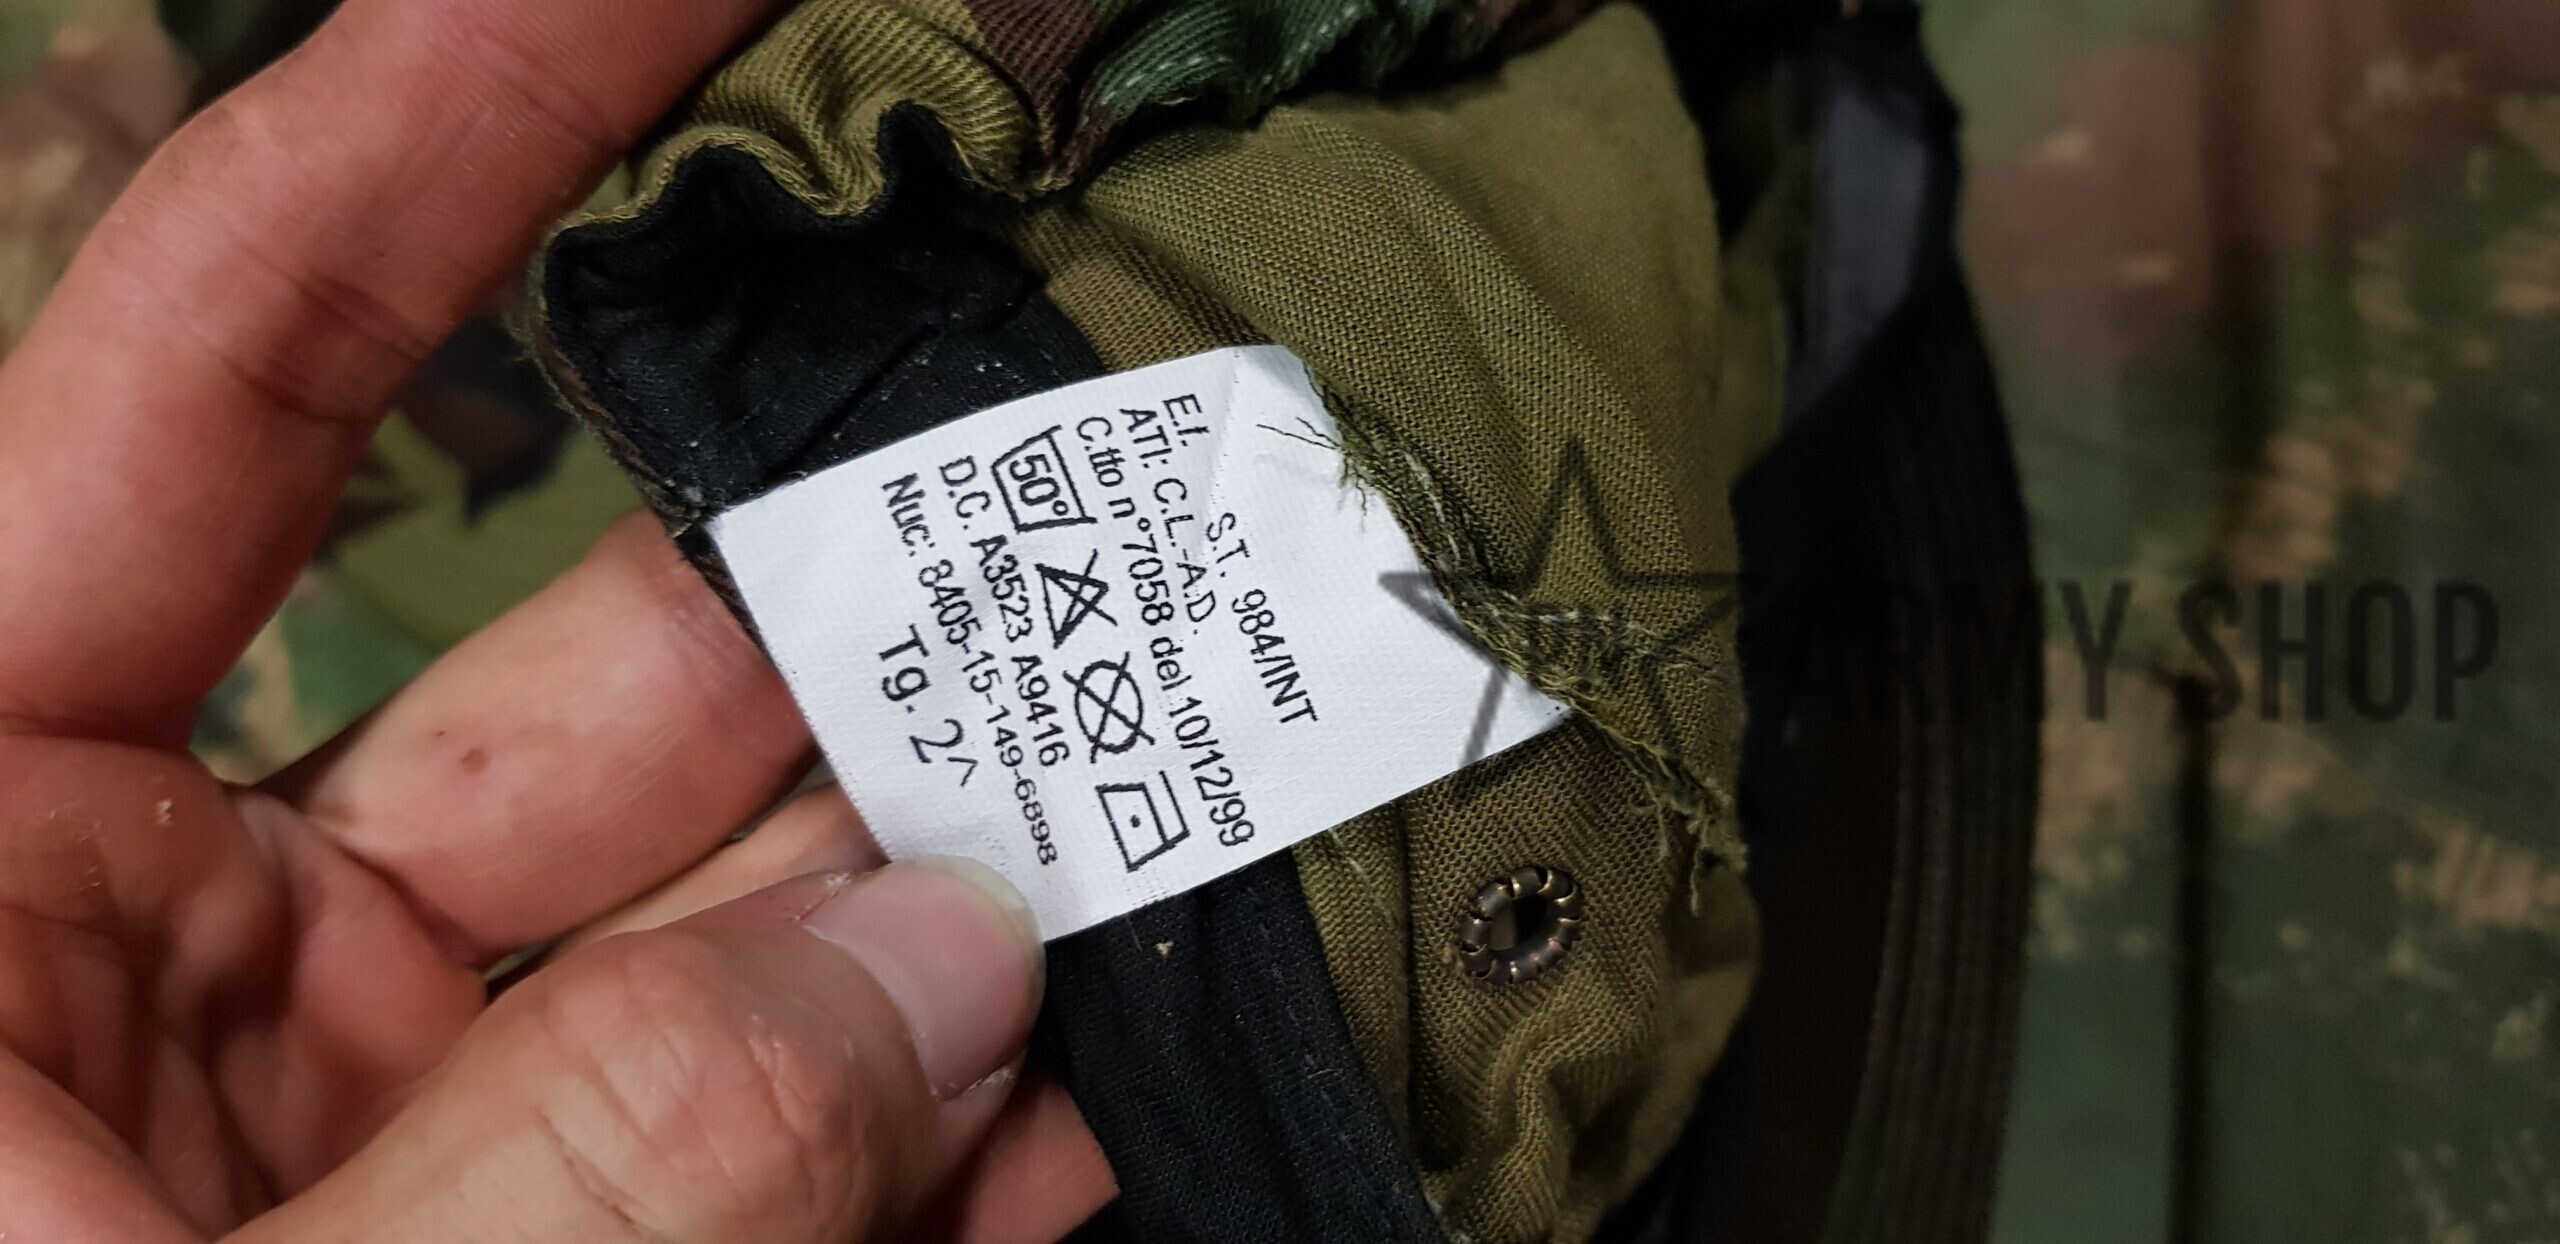 E.I. S.T. 984/INT
ATI: C.L.-A.D.
C.tto n°7058 del 10/12/99
50°
D.C. A3523 A9416
Nuc: 8405-15-149-6898
Tg. 2^
ARMY SHOP